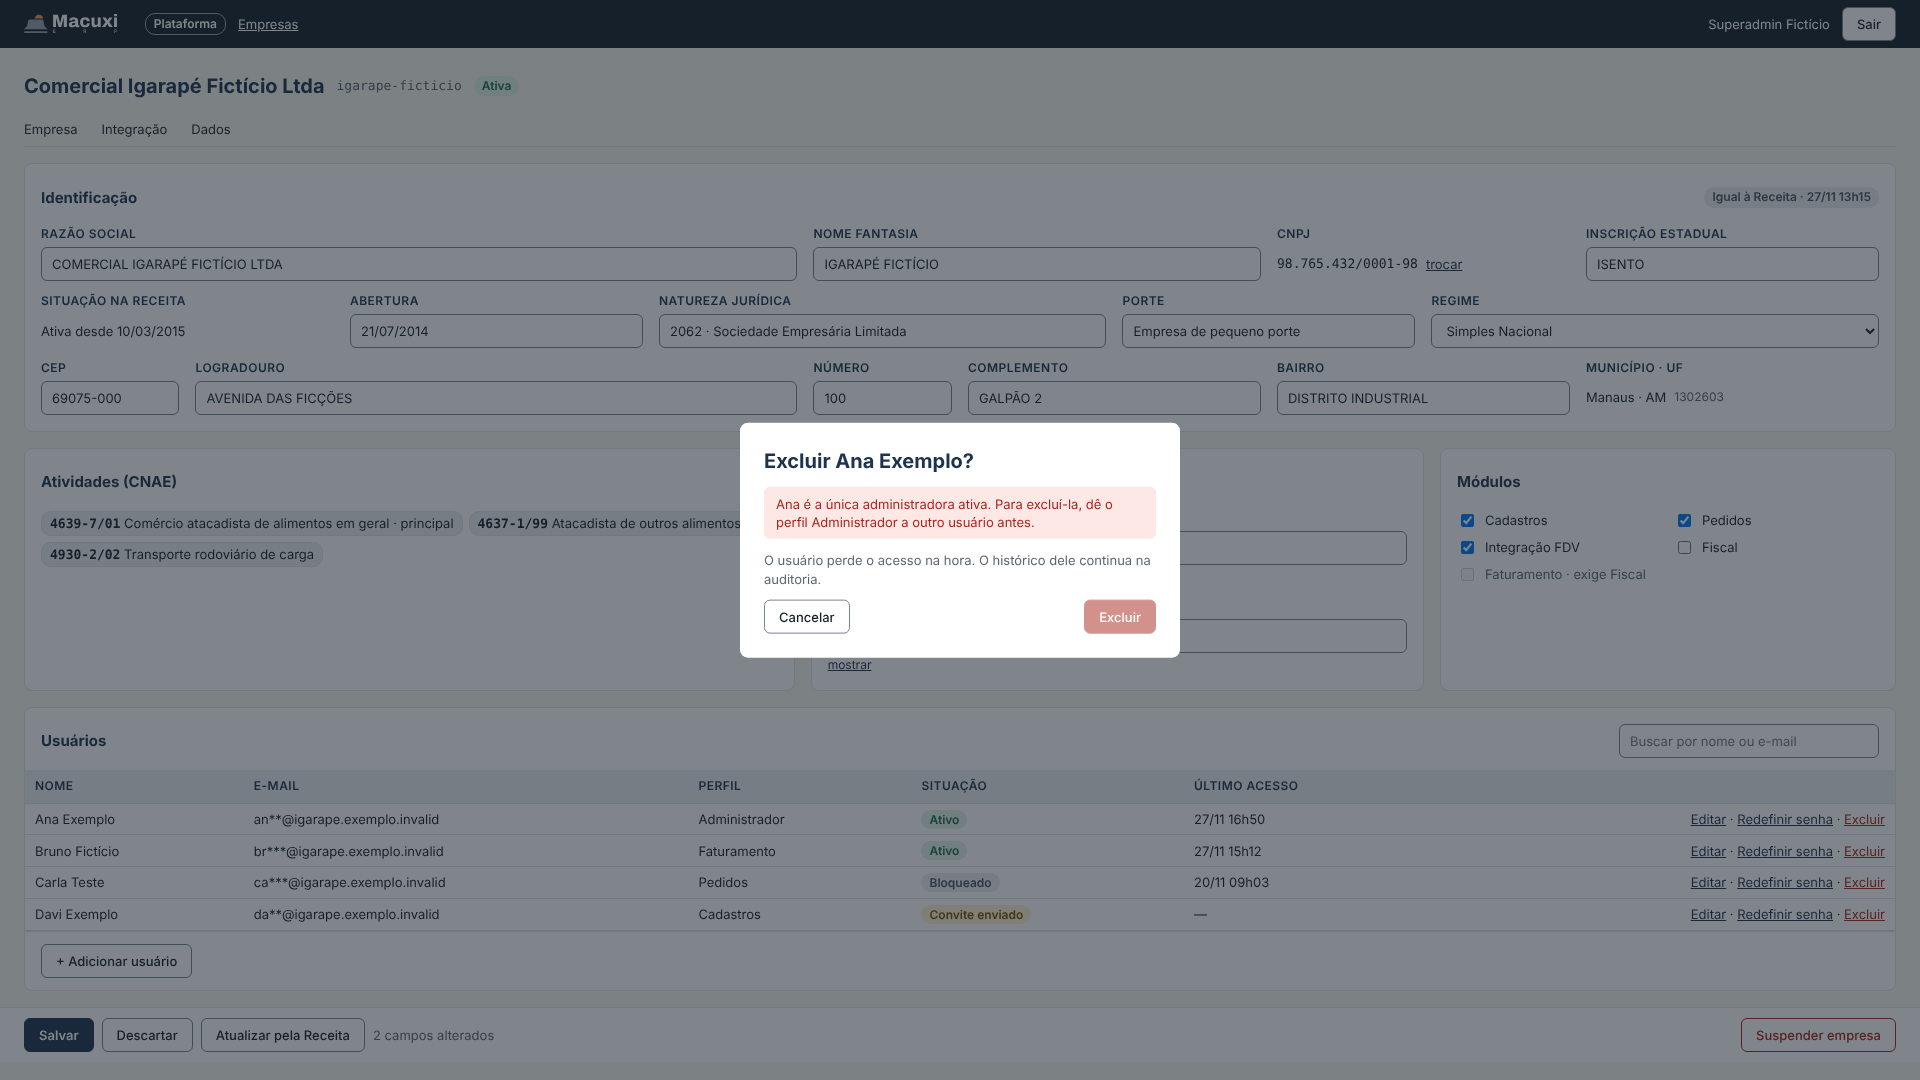 Macuxi
Plataforma
Empresas
Superadmin Fictício
Sair
Comercial Igarapé Fictício Ltda
igarape-ficticio
Ativa
Empresa
Integração
Dados
Identificação
Igual à Receita · 27/11 13h15
RAZÃO SOCIAL
NOME FANTASIA
CNPJ
INSCRIÇÃO ESTADUAL
COMERCIAL IGARAPÉ FICTÍCIO LTDA
IGARAPÉ FICTÍCIO
98.765.432/0001-98 trocar
ISENTO
SITUAÇÃO NA RECEITA
ABERTURA
NATUREZA JURÍDICA
PORTE
REGIME
Ativa desde 10/03/2015
21/07/2014
2062 · Sociedade Empresária Limitada
Empresa de pequeno porte
Simples Nacional
CEP
LOGRADOURO
NÚMERO
COMPLEMENTO
BAIRRO
MUNICÍPIO · UF
69075-000
AVENIDA DAS FICÇÕES
100
GALPÃO 2
DISTRITO INDUSTRIAL
Manaus · AM 1302603
Atividades (CNAE)
4639-7/01 Comércio atacadista de alimentos em geral · principal
4637-1/99 Atacadista de outros alimentos
4930-2/02 Transporte rodoviário de carga
Excluir Ana Exemplo?
Ana é a única administradora ativa. Para excluí-la, dê o
perfil Administrador a outro usuário antes.
O usuário perde o acesso na hora. O histórico dele continua na
auditoria.
Cancelar
Excluir
mostrar
Módulos
Cadastros
Pedidos
Integração FDV
Fiscal
Faturamento · exige Fiscal
Usuários
Buscar por nome ou e-mail
NOME
E-MAIL
PERFIL
SITUAÇÃO
ÚLTIMO ACESSO
Ana Exemplo
an**@igarape.exemplo.invalid
Administrador
Ativo
27/11 16h50
Editar · Redefinir senha · Excluir
Bruno Fictício
br***@igarape.exemplo.invalid
Faturamento
Ativo
27/11 15h12
Editar · Redefinir senha · Excluir
Carla Teste
ca***@igarape.exemplo.invalid
Pedidos
Bloqueado
20/11 09h03
Editar · Redefinir senha · Excluir
Davi Exemplo
da**@igarape.exemplo.invalid
Cadastros
Convite enviado
—
Editar · Redefinir senha · Excluir
+ Adicionar usuário
Salvar
Descartar
Atualizar pela Receita
2 campos alterados
Suspender empresa